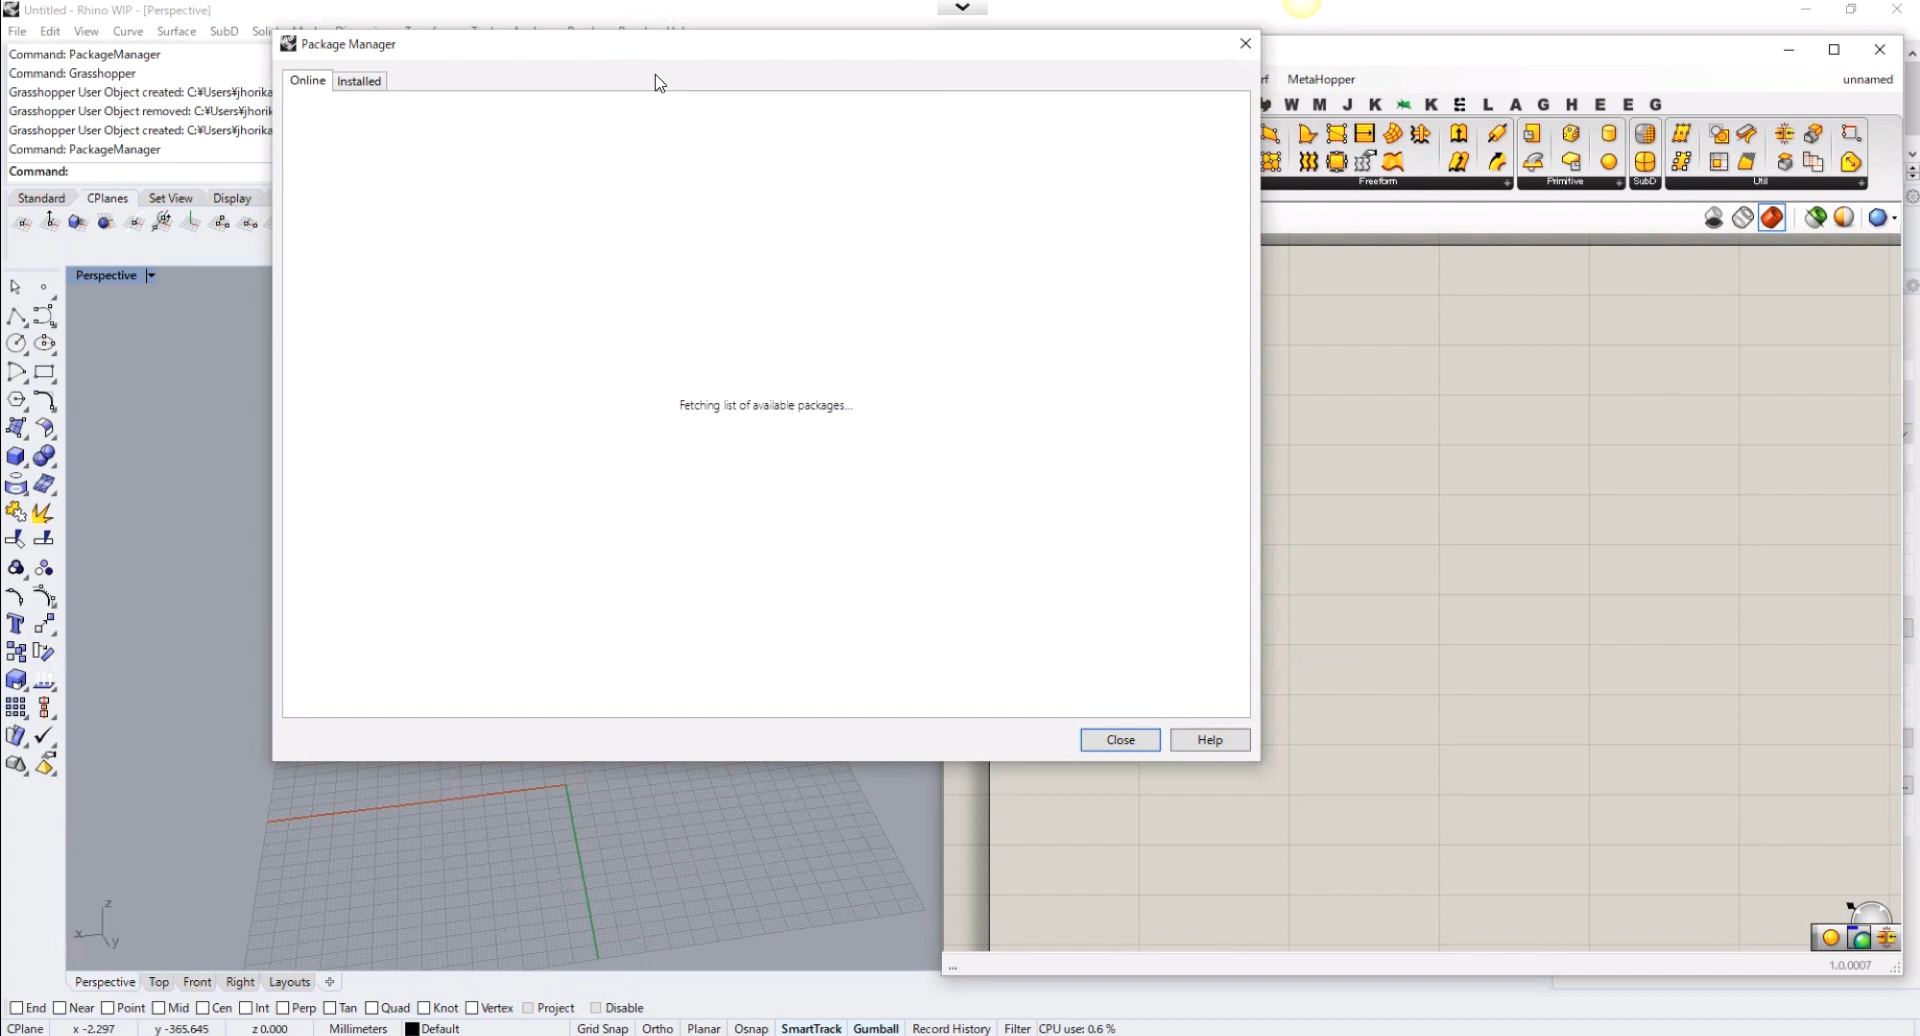 Untitled - Rhino WIP - [Perspective]
File Edit View Curve Surface SubD
Command: PackageManager
Command: Grasshopper
Grasshopper User Object created: C:¥Users¥jhorika
Grasshopper User Object removed: C:¥Users¥jhorik
Grasshopper User Object created: C:¥Users¥jhorika
Command: PackageManager
Command:
Standard CPlanes Set View Display
Perspective
Package Manager
Online Installed
Fetching list of available packages...
Close Help
rf MetaHopper unnamed
W M J K K L A G H E E G
Freeform Primitive SubD Util
z
x
y
... 1.0.0007
Perspective Top Front Right Layouts
End Near Point Mid Cen Int Perp Tan Quad Knot Vertex Project Disable
CPlane x -2.297 y -365.645 z 0.000 Millimeters Default Grid Snap Ortho Planar Osnap SmartTrack Gumball Record History Filter CPU use: 0.6 %